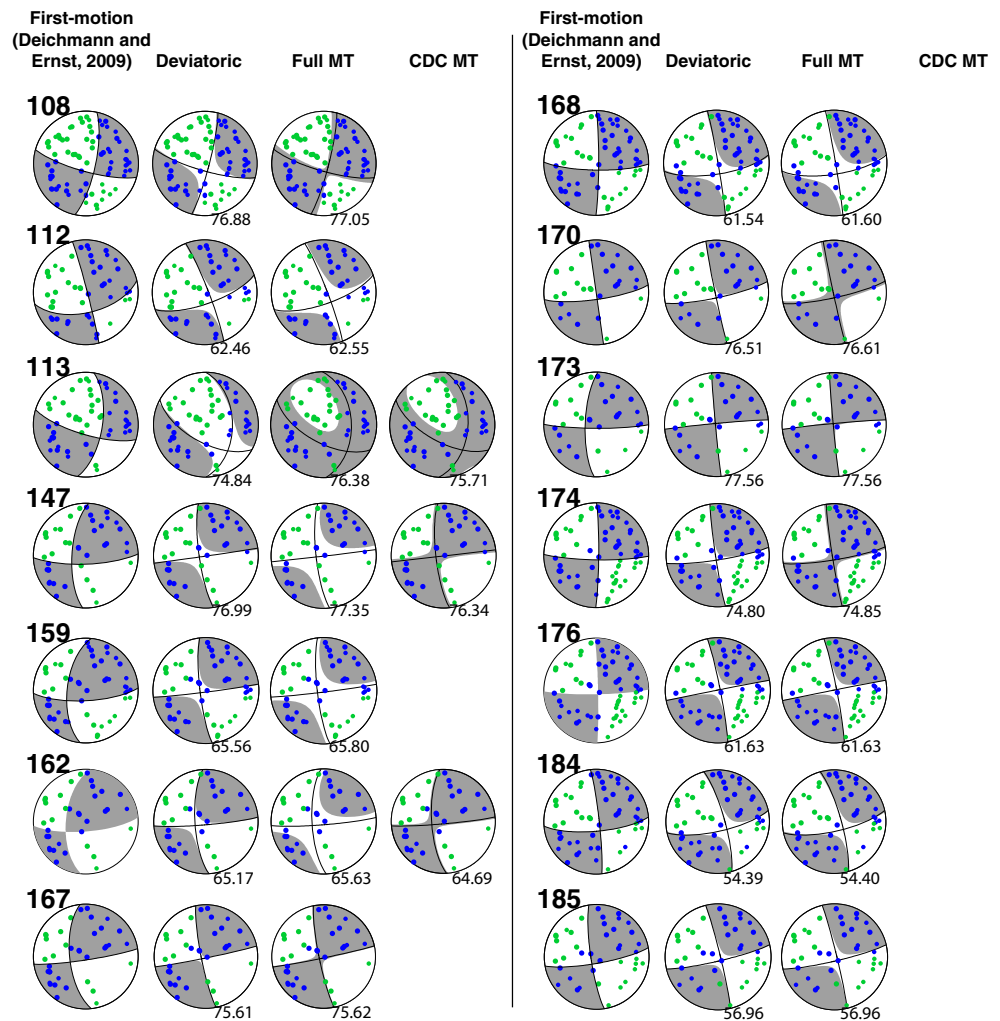 First-motion
(Deichmann and
Ernst, 2009) Deviatoric Full MT CDC MT
108
76.88 77.05
112
62.46 62.55
113
74.84 76.38 75.71
147
76.99 77.35 76.34
159
65.56 65.80
162
65.17 65.63 64.69
167
75.61 75.62
First-motion
(Deichmann and
Ernst, 2009) Deviatoric Full MT CDC MT
168
61.54 61.60
170
76.51 76.61
173
77.56 77.56
174
74.80 74.85
176
61.63 61.63
184
54.39 54.40
185
56.96 56.96